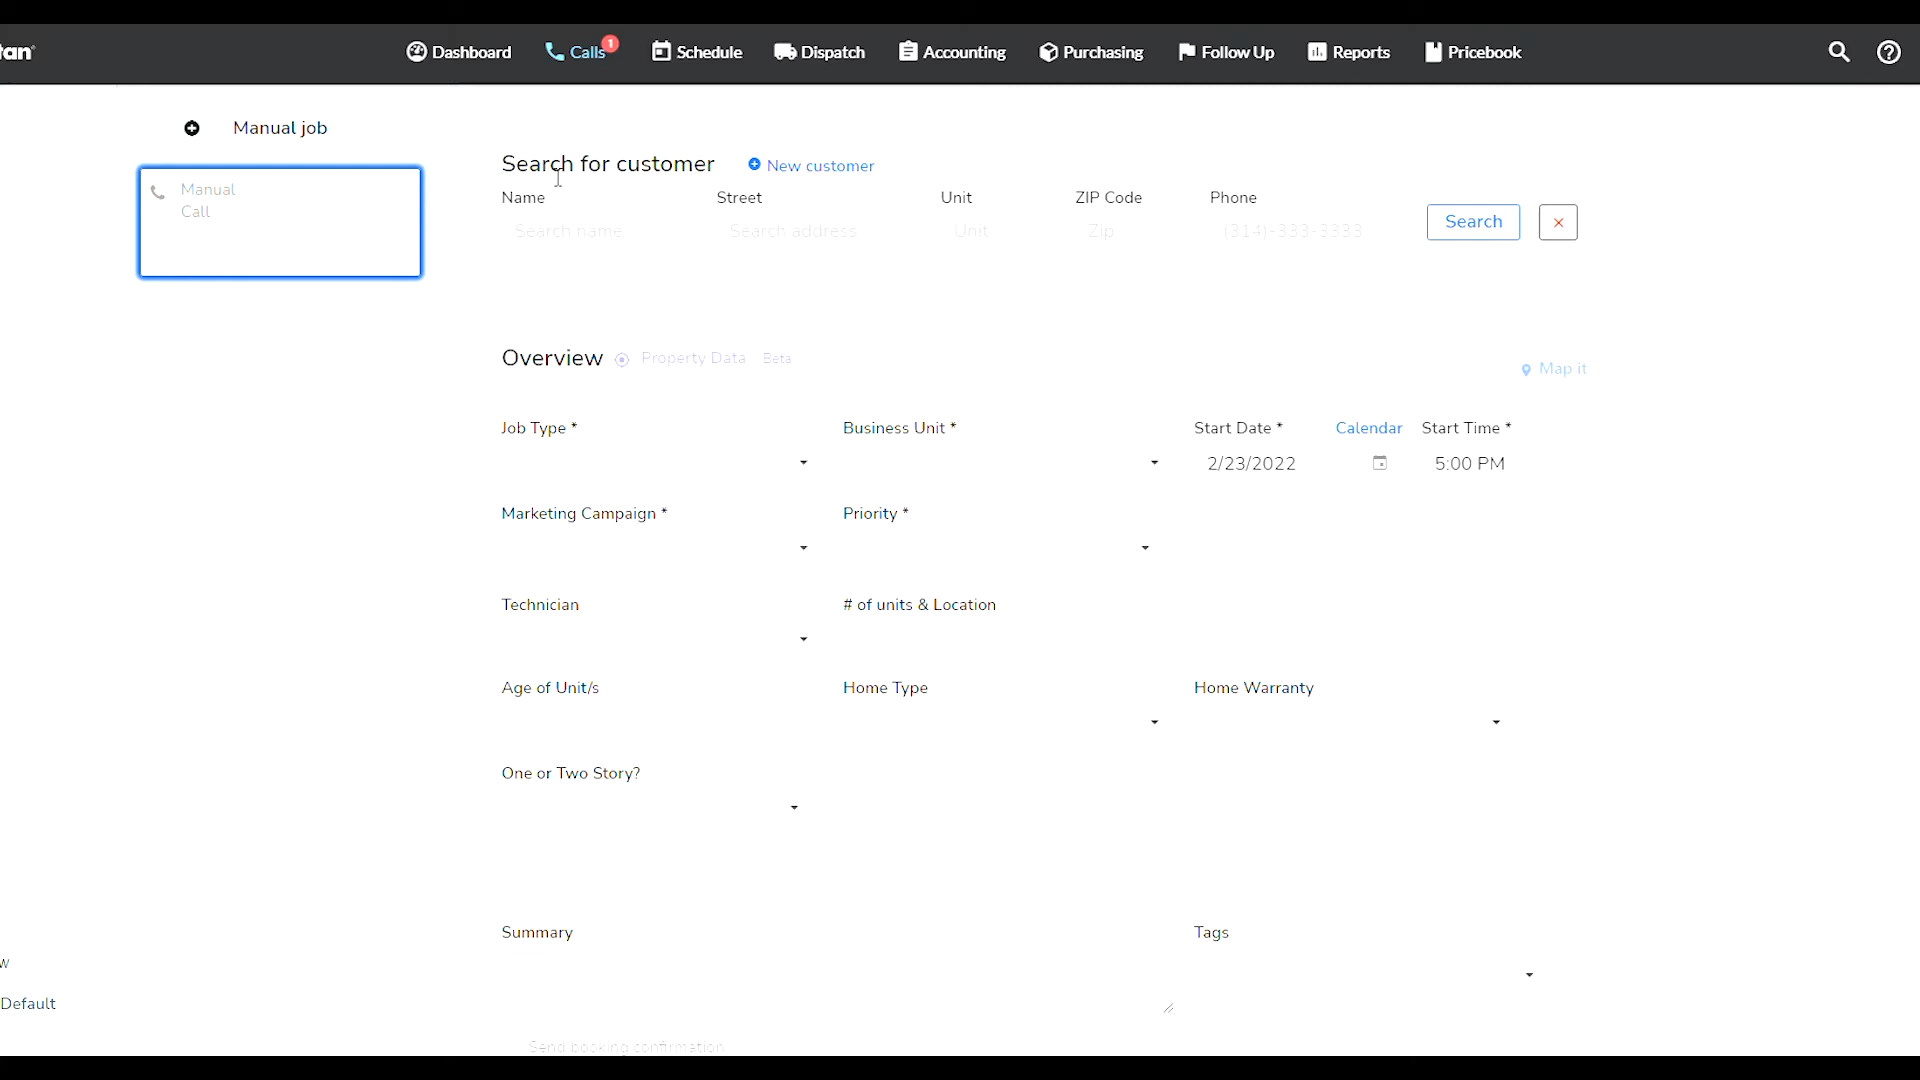 tan
Dashboard Calls 1 Schedule Dispatch Accounting Purchasing Follow Up Reports Pricebook
Manual job
Manual
Call
Search for customer New customer
Name Street Unit ZIP Code Phone
Search name Search address Unit Zip (314)-333-3333
Search
Overview Property Data Beta
Map it
Job Type * Business Unit * Start Date * Calendar Start Time *
2/23/2022 5:00 PM
Marketing Campaign * Priority *
Technician # of units & Location
Age of Unit/s Home Type Home Warranty
One or Two Story?
Summary Tags
w
Default
Send booking confirmation